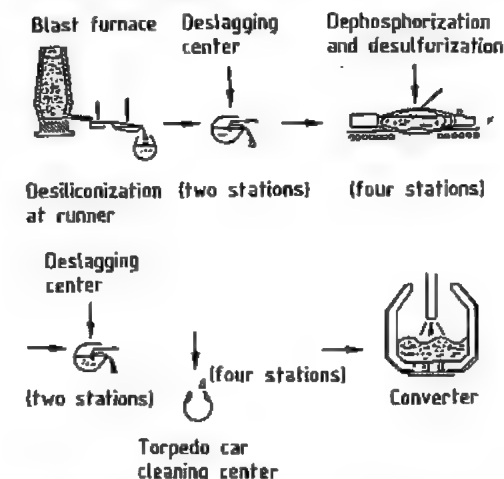 Blast furnace
Deslagging
center
Dephosphorization
and desulfurization
Desiliconization
at runner
(two stations)
(four stations)
Deslagging
center
(two stations)
(four stations)
Torpedo car
cleaning center
Converter